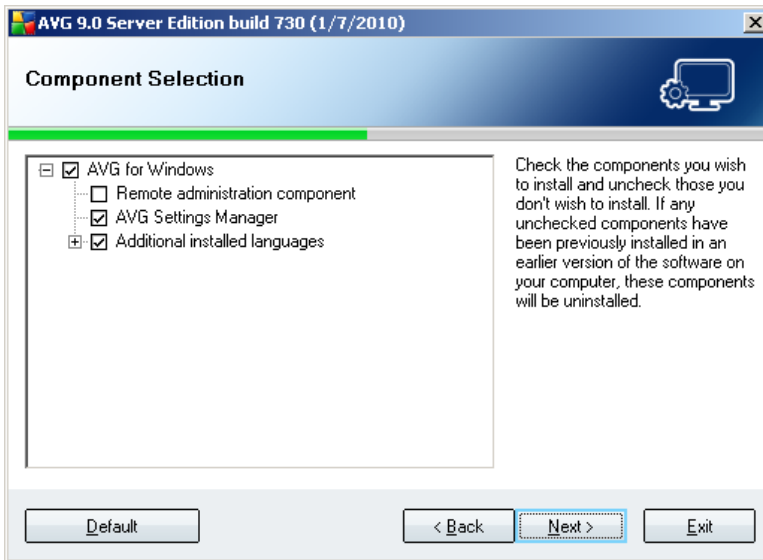 AVG 9.0 Server Edition build 730 (1/7/2010)
Component Selection
AVG for Windows
Remote administration component
AVG Settings Manager
Additional installed languages
Check the components you wish
to install and uncheck those you
don't wish to install. If any
unchecked components have
been previously installed in an
earlier version of the software on
your computer, these components
will be uninstalled.
Default
< Back
Next >
Exit